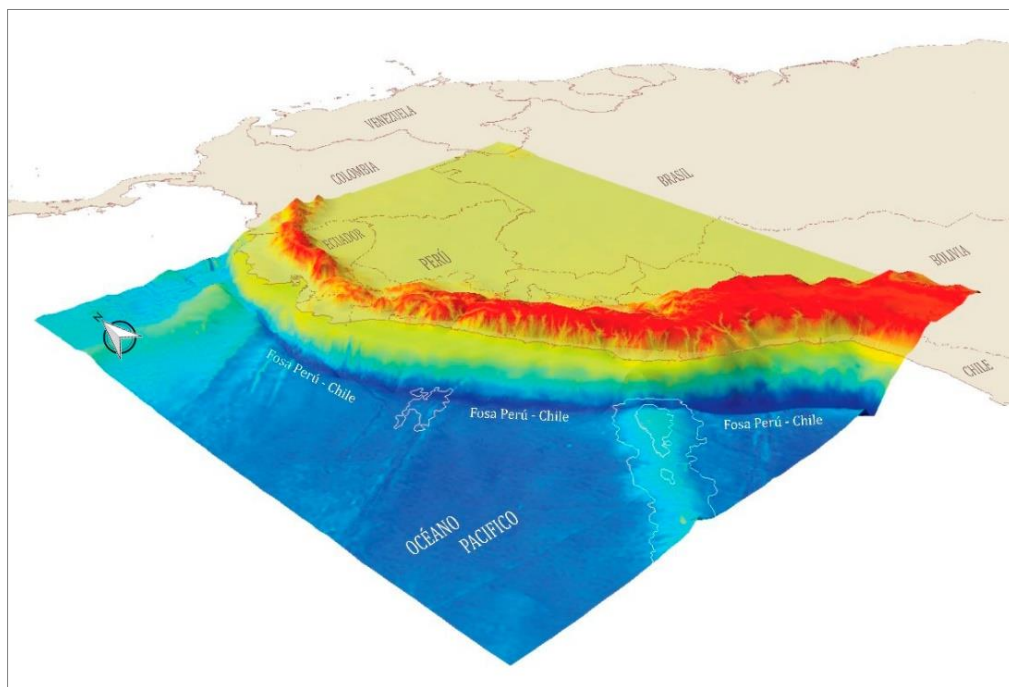 VENEZUELA
COLOMBIA
BRASIL
ECUADOR
PERÚ
BOLIVIA
N
CHILE
Fosa Perú - Chile
Fosa Perú - Chile
Fosa Perú - Chile
OCÉANO
PACIFICO